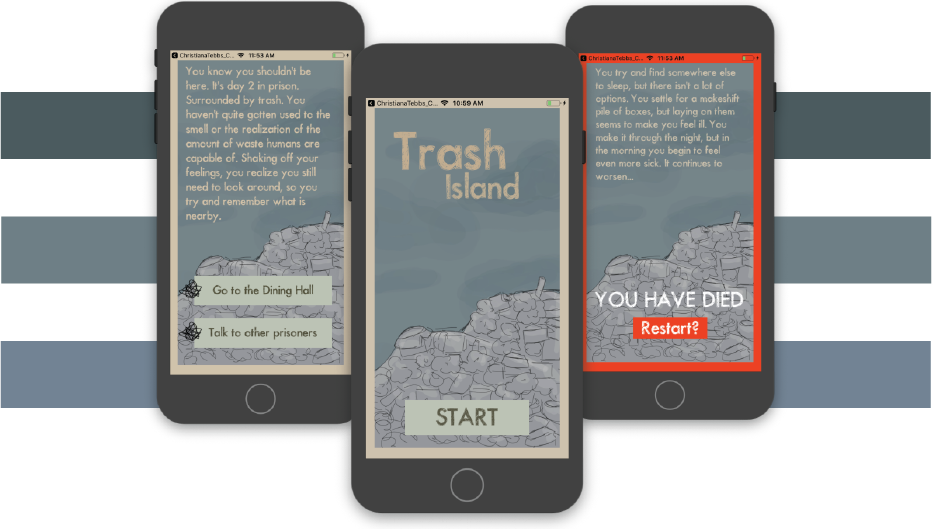 ChristianaTebbs_C... 11:53 AM
You know you shouldn't be
here. It's day 2 in prison.
Surrounded by trash. You
haven't quite gotten used to the
smell or the realization of the
amount of waste humans are
capable of. Shaking off your
feelings, you realize you still
need to look around, so you
try and remember what is
nearby.
Go to the Dining Hall
Talk to other prisoners
ChristianaTebbs_C... 10:59 AM
Trash
Island
START
ChristianaTebbs_C... 11:53 AM
You try and find somewhere else
to sleep, but there isn't a lot of
options. You settle for a makeshift
pile of boxes, but laying on them
seems to make you feel ill. You
make it through the night, but in
the morning you begin to feel
even more sick. It continues to
worsen...
YOU HAVE DIED
Restart?